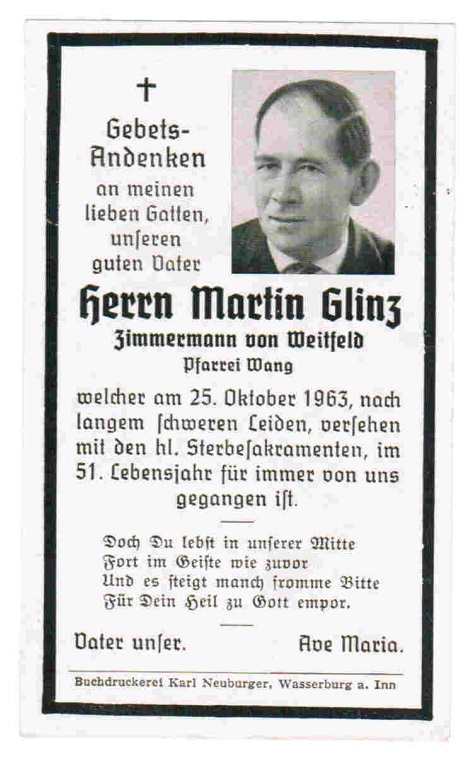 Gebets-
Andenken
an meinen
lieben Gatten,
unseren
guten Vater
Herrn Martin Glinz
Zimmermann von Weitfeld
Pfarrei Wang
welcher am 25. Oktober 1963, nach
langem schweren Leiden, versehen
mit den hl. Sterbesakramenten, im
51. Lebensjahr für immer von uns
gegangen ist.
Doch Du lebst in unserer Mitte
Fort im Geiste wie zuvor
Und es steigt manch fromme Bitte
Für Dein Heil zu Gott empor.
Vater unser. Ave Maria.
Buchdruckerei Karl Neuburger, Wasserburg a. Inn